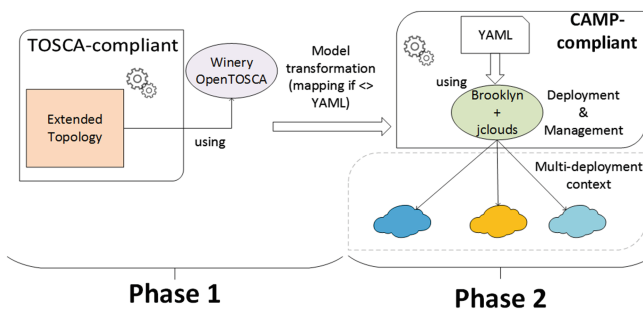 TOSCA-compliant
Winery
OpenTOSCA
Extended
Topology
using
Model
transformation
(mapping if <>
YAML)
CAMP-
compliant
YAML
using
Brooklyn
+
jclouds
Deployment
&
Management
Multi-deployment
context
Phase 1
Phase 2